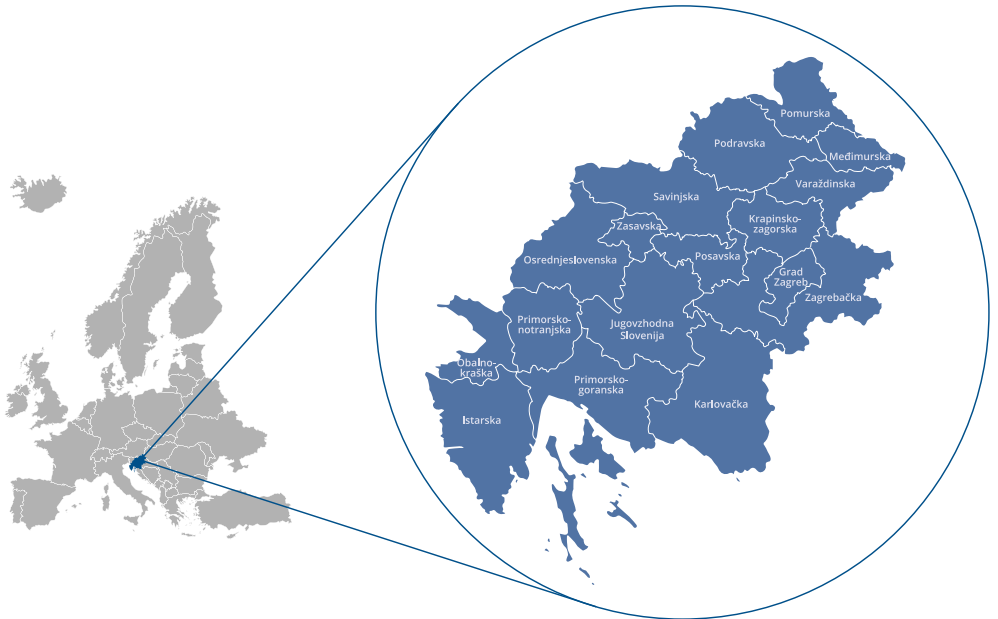 Pomurska
Podravska
Međimurska
Varaždinska
Savinjska
Krapinsko-
zagorska
Zasavska
Posavska
Osrednjeslovenska
Grad
Zagreb
Zagrebačka
Primorsko-
notranjska
Jugovzhodna
Slovenija
Obalno-
kraška
Primorsko-
goranska
Karlovačka
Istarska